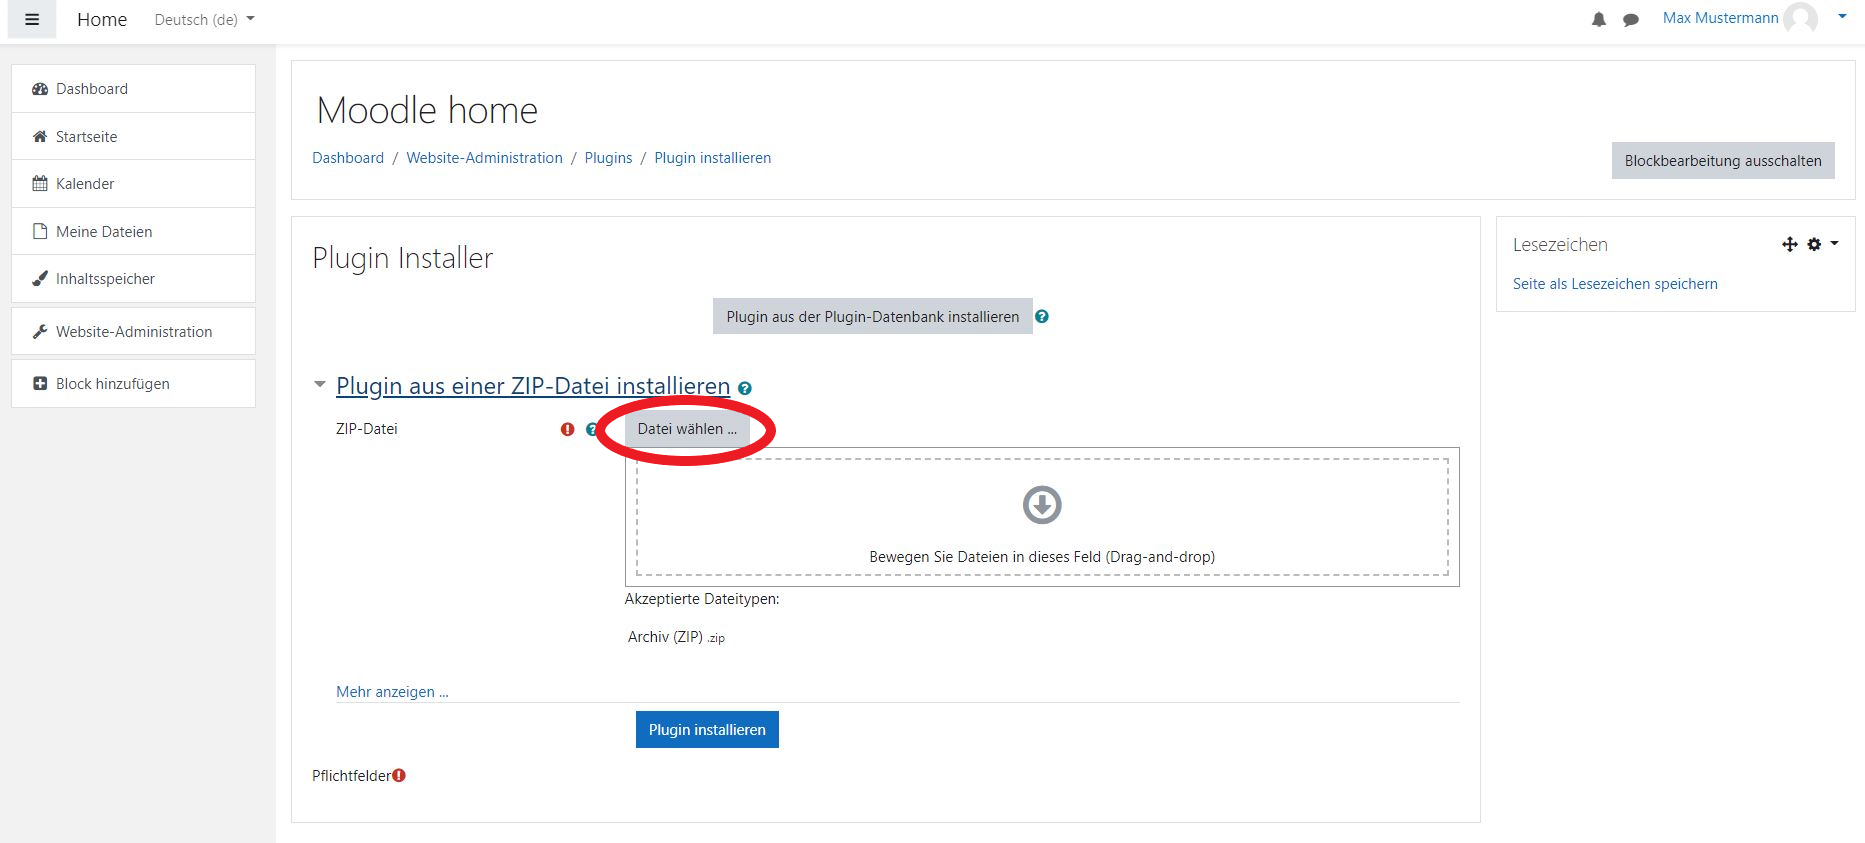 Home Deutsch (de) Max Mustermann
Dashboard
Startseite
Kalender
Meine Dateien
Inhaltsspeicher
Website-Administration
Block hinzufügen
Moodle home
Dashboard / Website-Administration / Plugins / Plugin installieren
Blockbearbeitung ausschalten
Plugin Installer
Plugin aus der Plugin-Datenbank installieren
Plugin aus einer ZIP-Datei installieren
ZIP-Datei
Datei wählen ...
Bewegen Sie Dateien in dieses Feld (Drag-and-drop)
Akzeptierte Dateitypen:
Archiv (ZIP) .zip
Mehr anzeigen ...
Plugin installieren
Pflichtfelder
Lesezeichen
Seite als Lesezeichen speichern